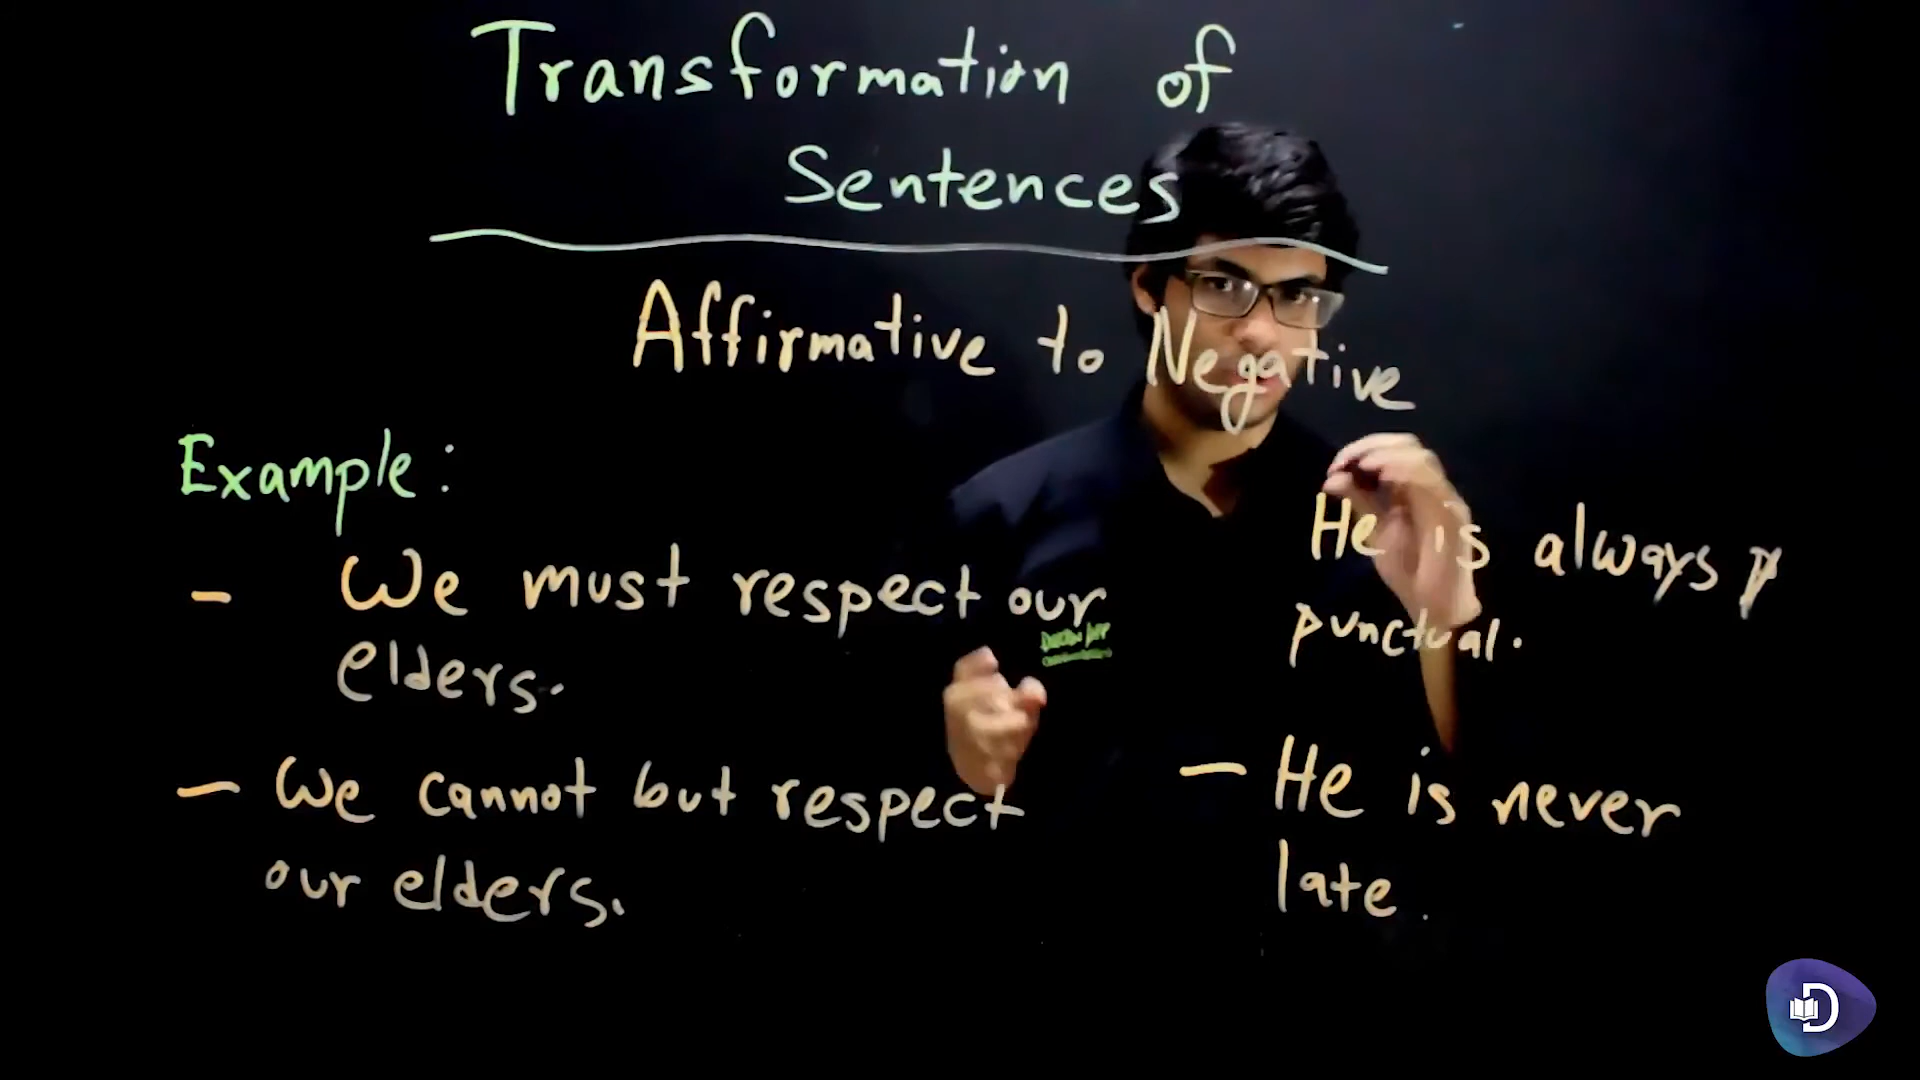 Transformation of
Sentences
Affirmative to Negative
Example:
- We must respect our
elders.
- We cannot but respect
our elders.
He is always
punctual.
- He is never
late.
D